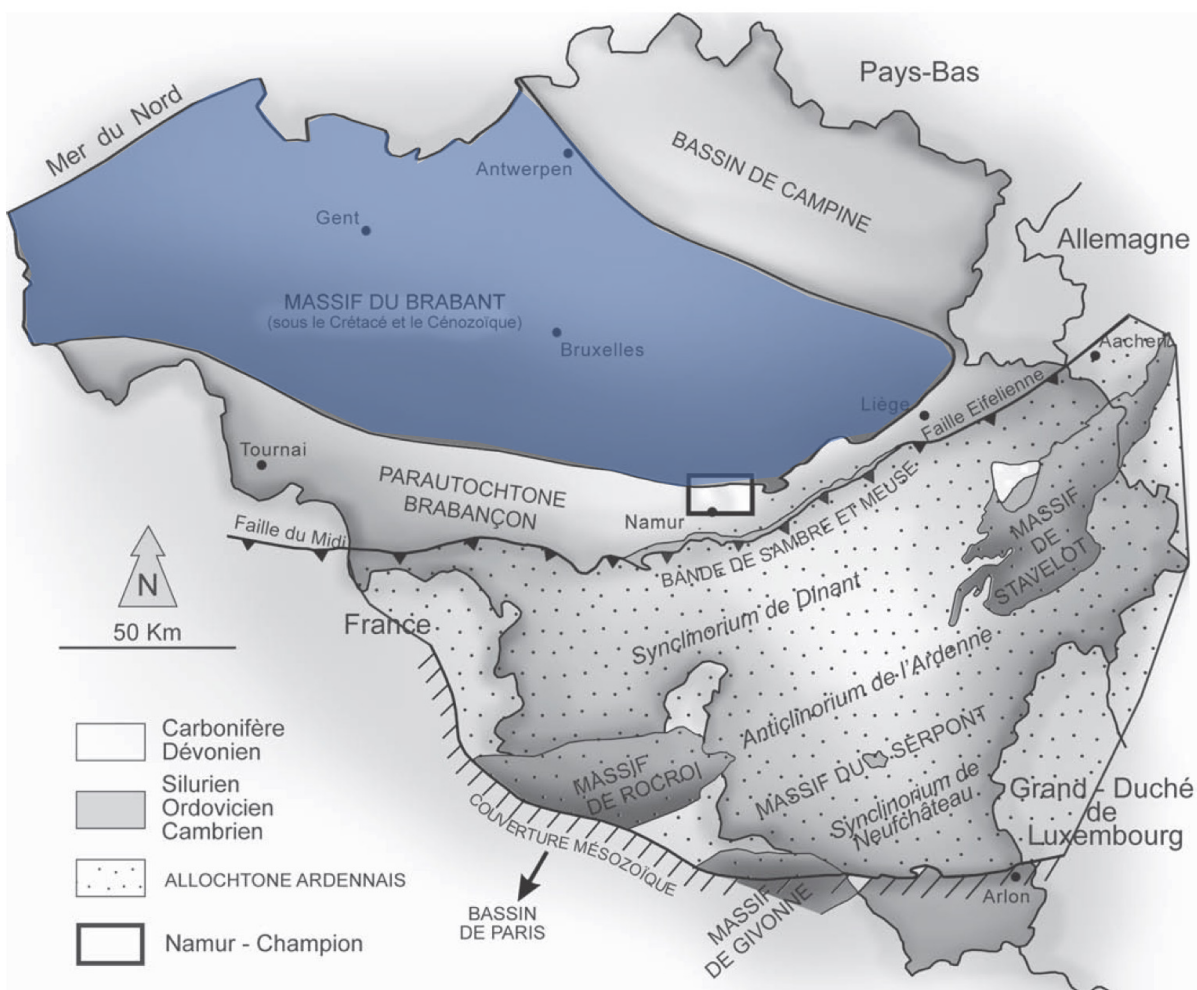 Pays-Bas
Mer du Nord
BASSIN DE CAMPINE
Antwerpen
Gent
Allemagne
MASSIF DU BRABANT
(sous le Crétacé et le Cénozoïque)
Bruxelles
Aachen
Liège
Faille Eifelienne
Tournai
PARAUTOCHTONE
BRABANÇON
Namur
Faille du Midi
BANDE DE SAMBRE ET MEUSE
MASSIF
DE
STAVELOT
N
50 Km
France
Synclinorium de Dinant
Anticlinorium de l'Ardenne
MASSIF DU SERPONT
Synclinorium de
Neufchâteau
MASSIF
DE ROCROI
Grand - Duché
de
Luxembourg
COUVERTURE MÉSOZOÏQUE
BASSIN
DE PARIS
MASSIF
DE GIVONNE
Arlon
Carbonifère
Dévonien
Silurien
Ordovicien
Cambrien
ALLOCHTONE ARDENNAIS
Namur - Champion